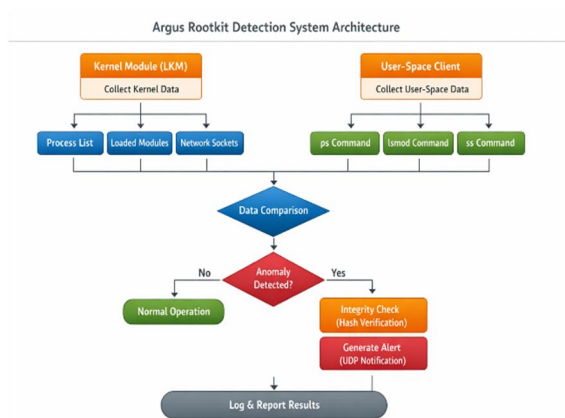 Argus Rootkit Detection System Architecture
Kernel Module (LKM)
Collect Kernel Data
User-Space Client
Collect User-Space Data
Process List
Loaded Modules
Network Sockets
ps Command
lsmod Command
ss Command
Data Comparison
Anomaly
Detected?
No
Yes
Normal Operation
Integrity Check
(Hash Verification)
Generate Alert
(UDP Notification)
Log & Report Results